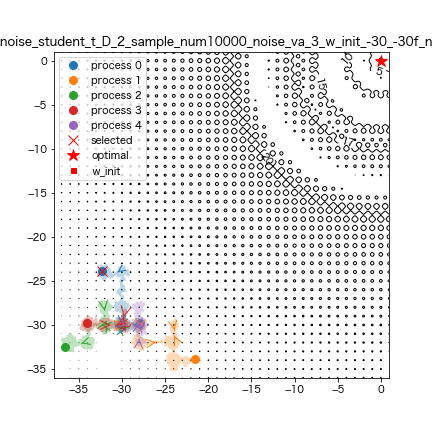 noise_student_t_D_2_sample_num10000_noise_va_3_w_init_-30_-30f_n
process 0
process 1
process 2
process 3
process 4
selected
optimal
w_init
0
−5
−10
−15
−20
−25
−30
−35
−35
−30
−25
−20
−15
−10
−5
0